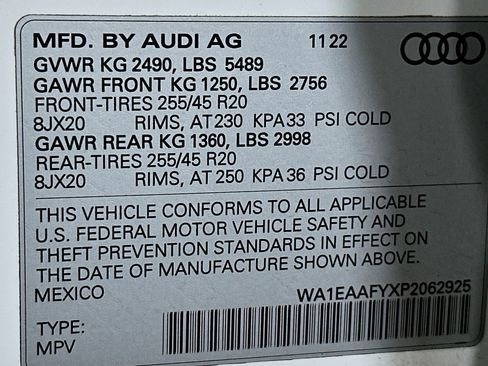 MFD. BY AUDI AG 11 22
GVWR KG 2490, LBS 5489
GAWR FRONT KG 1250, LBS 2756
FRONT-TIRES 255/45 R20
8JX20 RIMS, AT 230 KPA 33 PSI COLD
GAWR REAR KG 1360, LBS 2998
REAR-TIRES 255/45 R20
8JX20 RIMS, AT 250 KPA 36 PSI COLD
THIS VEHICLE CONFORMS TO ALL APPLICABLE
U.S. FEDERAL MOTOR VEHICLE SAFETY AND
THEFT PREVENTION STANDARDS IN EFFECT ON
THE DATE OF MANUFACTURE SHOWN ABOVE.
MEXICO WA1EAAFYXP2062925
TYPE:
MPV